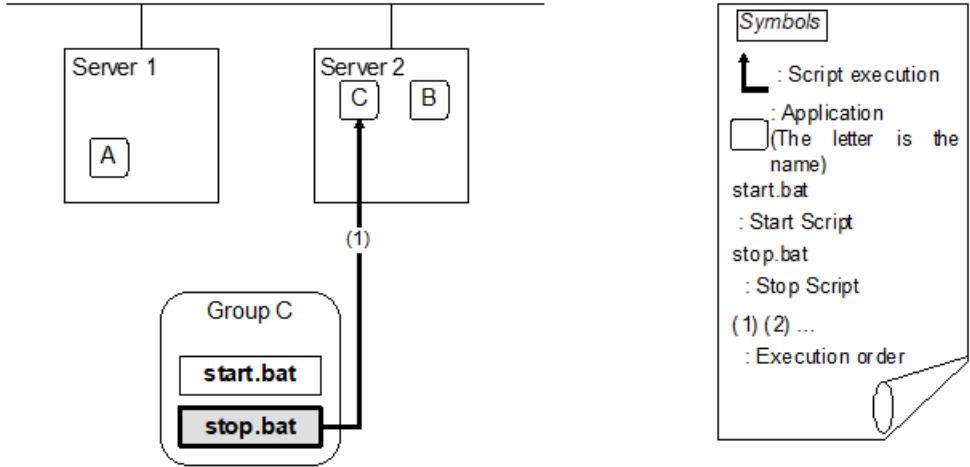 Server 1
Server 2
C
B
A
(1)
Group C
start.bat
stop.bat
Symbols
: Script execution
: Application
(The letter is the
name)
start.bat
: Start Script
stop.bat
: Stop Script
(1) (2) ...
: Execution order